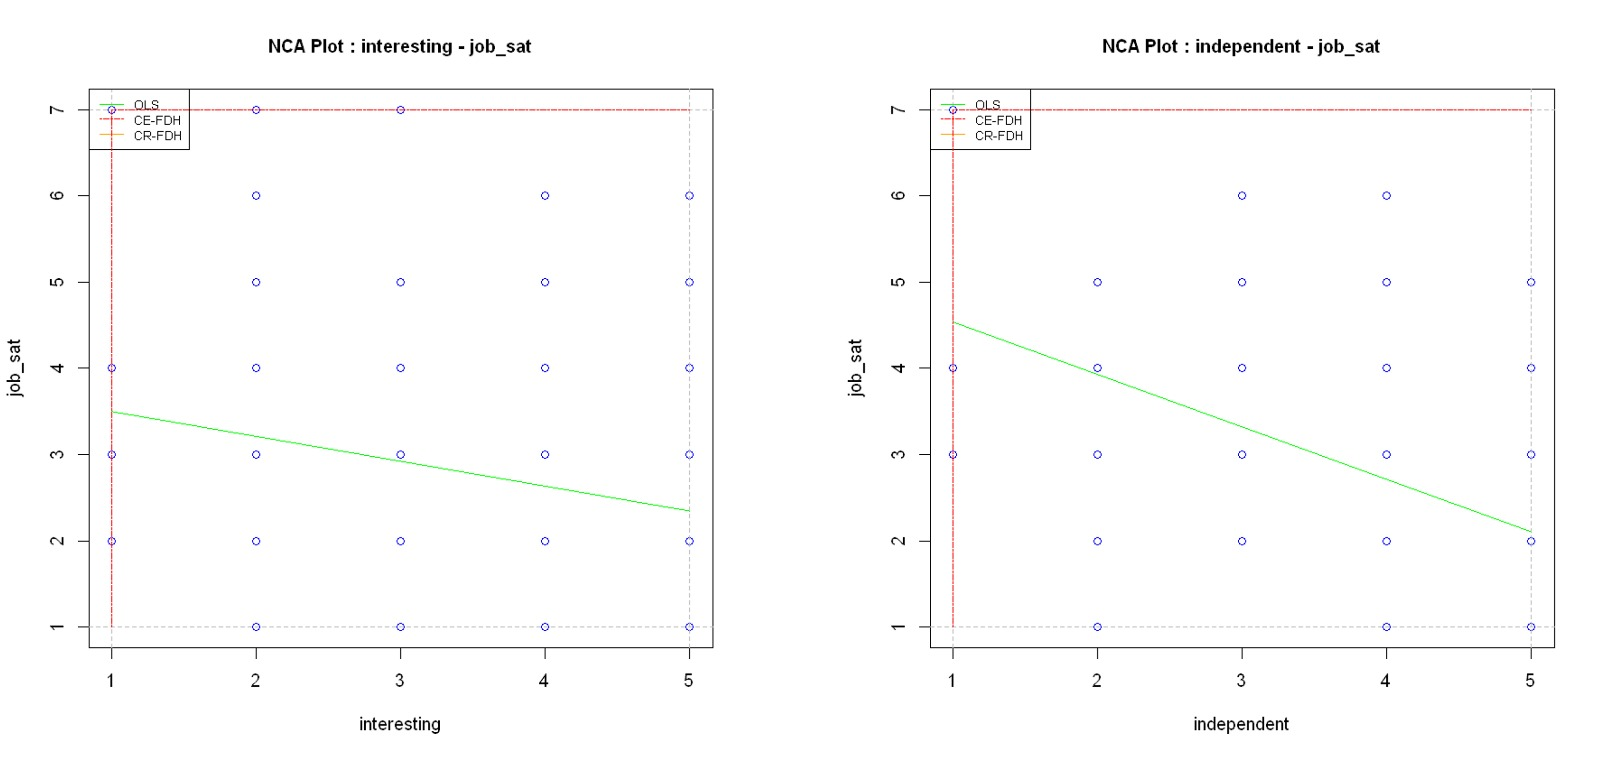 NCA Plot : interesting - job_sat
OLS
CE-FDH
CR-FDH
7
6
5
4
3
2
1
job_sat
1 2 3 4 5
interesting
NCA Plot : independent - job_sat
OLS
CE-FDH
CR-FDH
7
6
5
4
3
2
1
job_sat
1 2 3 4 5
independent